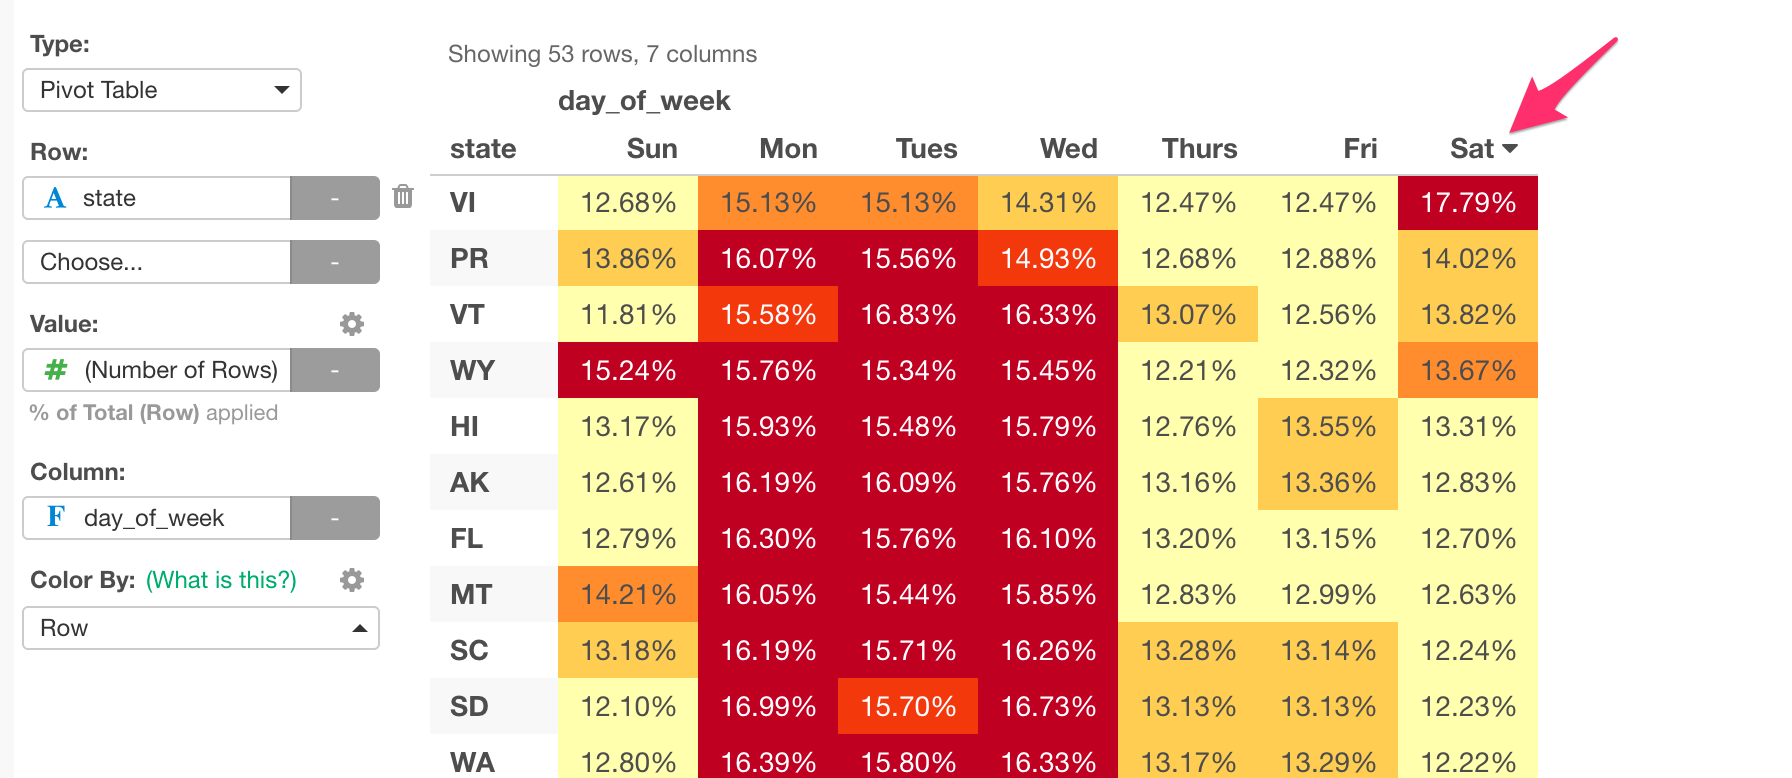 Type:
Pivot Table
Row:
A state -
Choose... -
Value:
# (Number of Rows) -
% of Total (Row) applied
Column:
F day_of_week -
Color By: (What is this?)
Row
Showing 53 rows, 7 columns
day_of_week
state Sun Mon Tues Wed Thurs Fri Sat
VI 12.68% 15.13% 15.13% 14.31% 12.47% 12.47% 17.79%
PR 13.86% 16.07% 15.56% 14.93% 12.68% 12.88% 14.02%
VT 11.81% 15.58% 16.83% 16.33% 13.07% 12.56% 13.82%
WY 15.24% 15.76% 15.34% 15.45% 12.21% 12.32% 13.67%
HI 13.17% 15.93% 15.48% 15.79% 12.76% 13.55% 13.31%
AK 12.61% 16.19% 16.09% 15.76% 13.16% 13.36% 12.83%
FL 12.79% 16.30% 15.76% 16.10% 13.20% 13.15% 12.70%
MT 14.21% 16.05% 15.44% 15.85% 12.83% 12.99% 12.63%
SC 13.18% 16.19% 15.71% 16.26% 13.28% 13.14% 12.24%
SD 12.10% 16.99% 15.70% 16.73% 13.13% 13.13% 12.23%
WA 12.80% 16.39% 15.80% 16.33% 13.17% 13.29% 12.22%